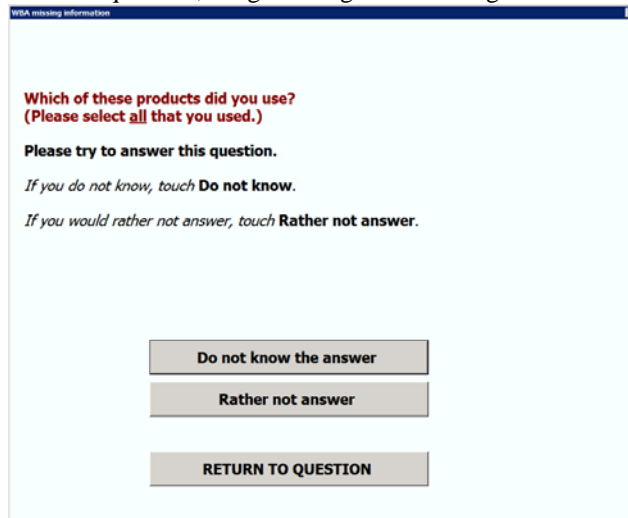 WBA missing information
Which of these products did you use?
(Please select all that you used.)
Please try to answer this question.
If you do not know, touch Do not know.
If you would rather not answer, touch Rather not answer.
Do not know the answer
Rather not answer
RETURN TO QUESTION